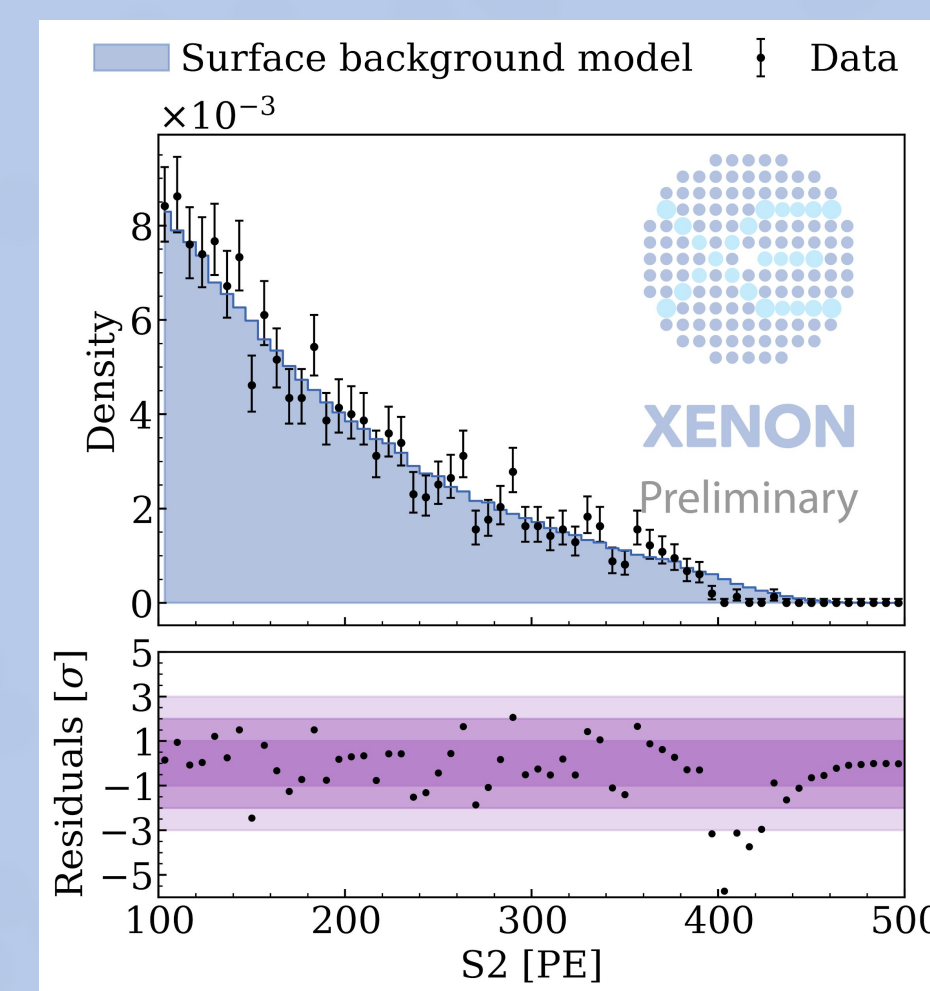 Surface background model Data
×10⁻³
8
6
4
2
0
Density
XENON
Preliminary
5
3
1
−1
−3
−5
Residuals [σ]
100 200 300 400 500
S2 [PE]